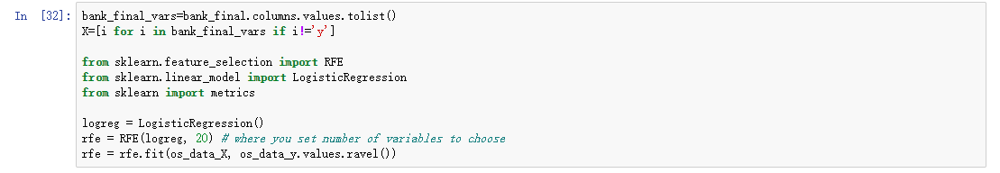 In [32]:
bank_final_vars=bank_final.columns.values.tolist()
X=[i for i in bank_final_vars if i!='y']
from sklearn.feature_selection import RFE
from sklearn.linear_model import LogisticRegression
from sklearn import metrics
logreg = LogisticRegression()
rfe = RFE(logreg, 20) # where you set number of variables to choose
rfe = rfe.fit(os_data_X, os_data_y.values.ravel())